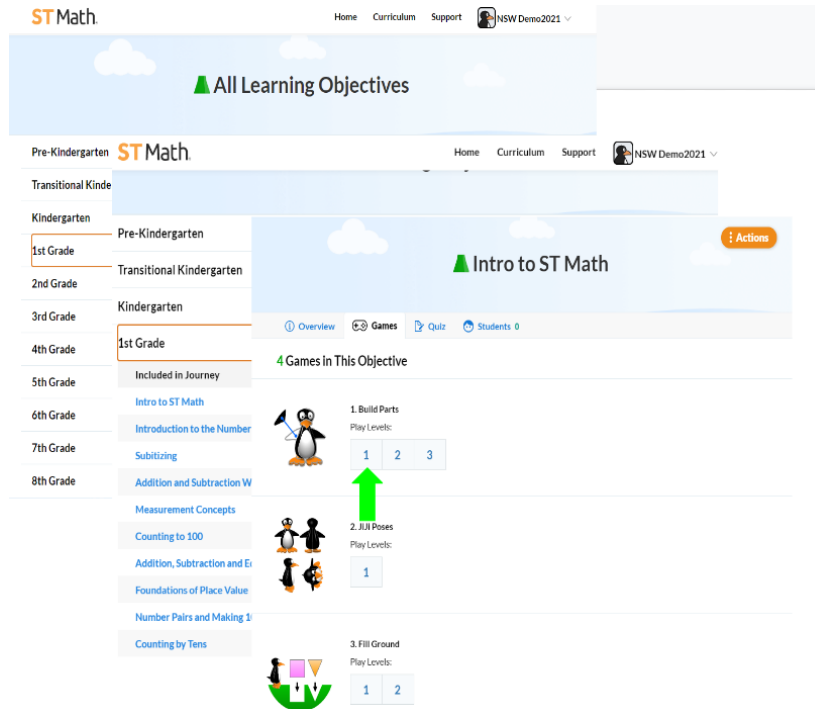 ST Math.
Home Curriculum Support NSW Demo2021
All Learning Objectives
Pre-Kindergarten
Transitional Kinde
Kindergarten
1st Grade
2nd Grade
3rd Grade
4th Grade
5th Grade
6th Grade
7th Grade
8th Grade
ST Math.
Home Curriculum Support NSW Demo2021
Pre-Kindergarten
Transitional Kindergarten
Kindergarten
1st Grade
Included in Journey
Intro to ST Math
Introduction to the Number
Subitizing
Addition and Subtraction W
Measurement Concepts
Counting to 100
Addition, Subtraction and E
Foundations of Place Value
Number Pairs and Making 1
Counting by Tens
Actions
Intro to ST Math
Overview Games Quiz Students 0
4 Games in This Objective
1. Build Parts
Play Levels:
1 2 3
2. JiJi Poses
Play Levels:
1
3. Fill Ground
Play Levels:
1 2